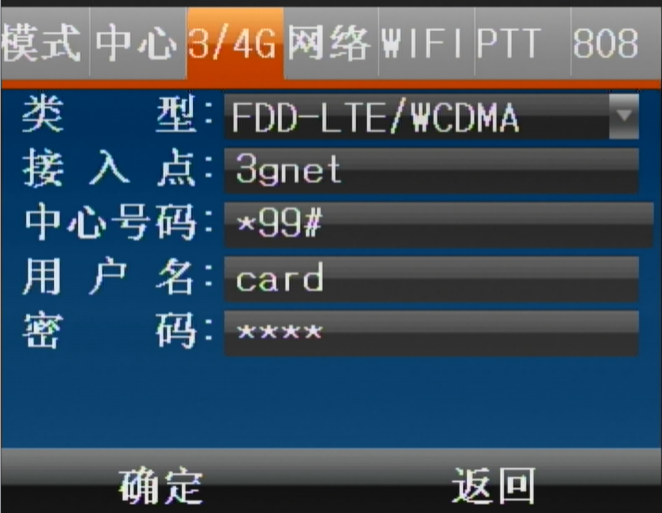 模式 中心 3/4G 网络 WIFI PTT 808
类型: FDD-LTE/WCDMA
接入点: 3gnet
中心号码: *99#
用户名: card
密码: ****
确定 返回